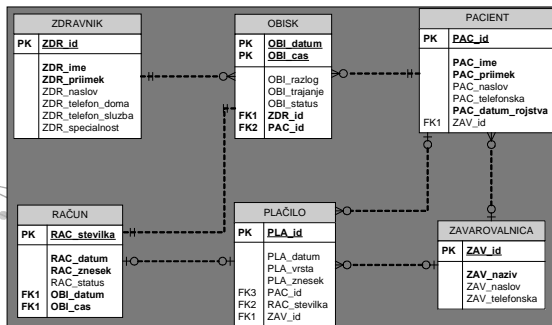 ZDRAVNIK
PK ZDR_id
ZDR_ime
ZDR_priimek
ZDR_naslov
ZDR_telefon_doma
ZDR_telefon_sluzba
ZDR_specialnost
OBISK
PK OBI_datum
PK OBI_cas
OBI_razlog
OBI_trajanje
OBI_status
FK1 ZDR_id
FK2 PAC_id
PACIENT
PK PAC_id
PAC_ime
PAC_priimek
PAC_naslov
PAC_telefonska
PAC_datum_rojstva
FK1 ZAV_id
RAČUN
PK RAC_stevilka
RAC_datum
RAC_znesek
RAC_status
FK1 OBI_datum
FK1 OBI_cas
PLAČILO
PK PLA_id
PLA_datum
PLA_vrsta
PLA_znesek
FK3 PAC_id
FK2 RAC_stevilka
FK1 ZAV_id
ZAVAROVALNICA
PK ZAV_id
ZAV_naziv
ZAV_naslov
ZAV_telefonska